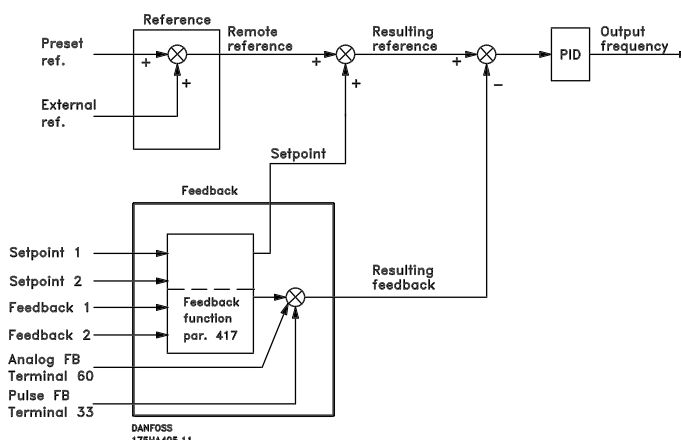 Reference
Preset
ref.
+
+
External
ref.
Remote
reference
+
+
Resulting
reference
+
−
PID
Output
frequency
Setpoint
Feedback
Setpoint 1
Setpoint 2
Feedback 1
Feedback 2
Feedback
function
par. 417
Resulting
feedback
Analog FB
Terminal 60
Pulse FB
Terminal 33
DANFOSS